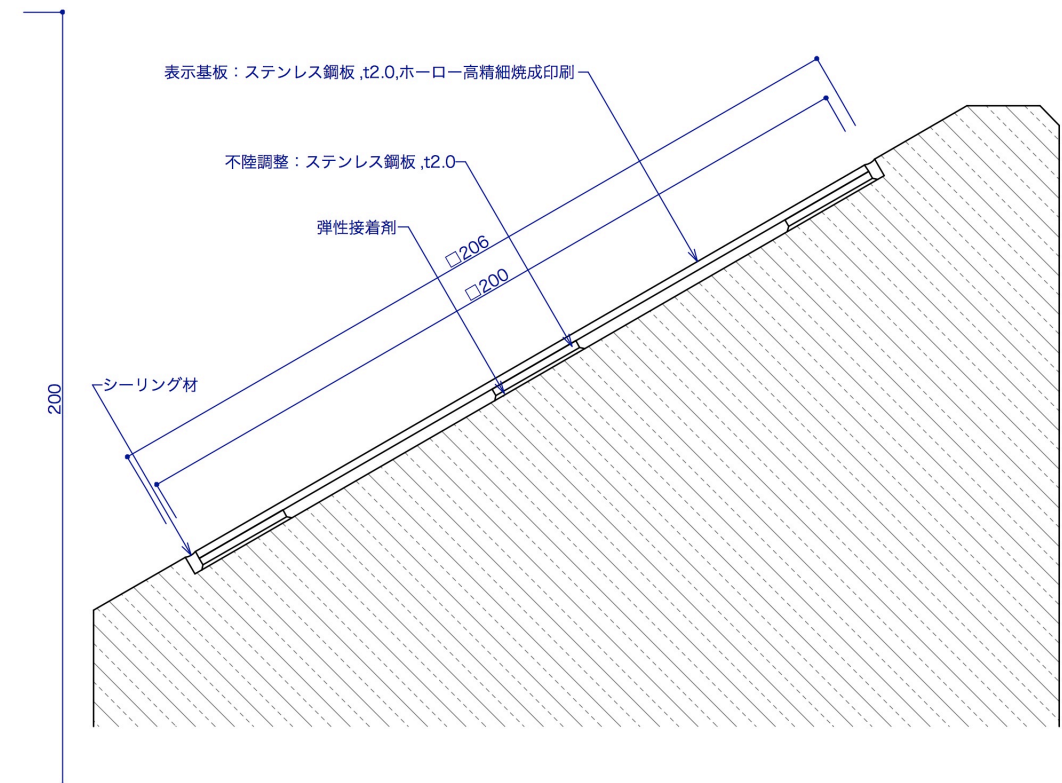 表示基板：ステンレス鋼板 ,t2.0,ホーロー高精細焼成印刷
不陸調整：ステンレス鋼板 ,t2.0
弾性接着剤
□206
□200
シーリング材
200